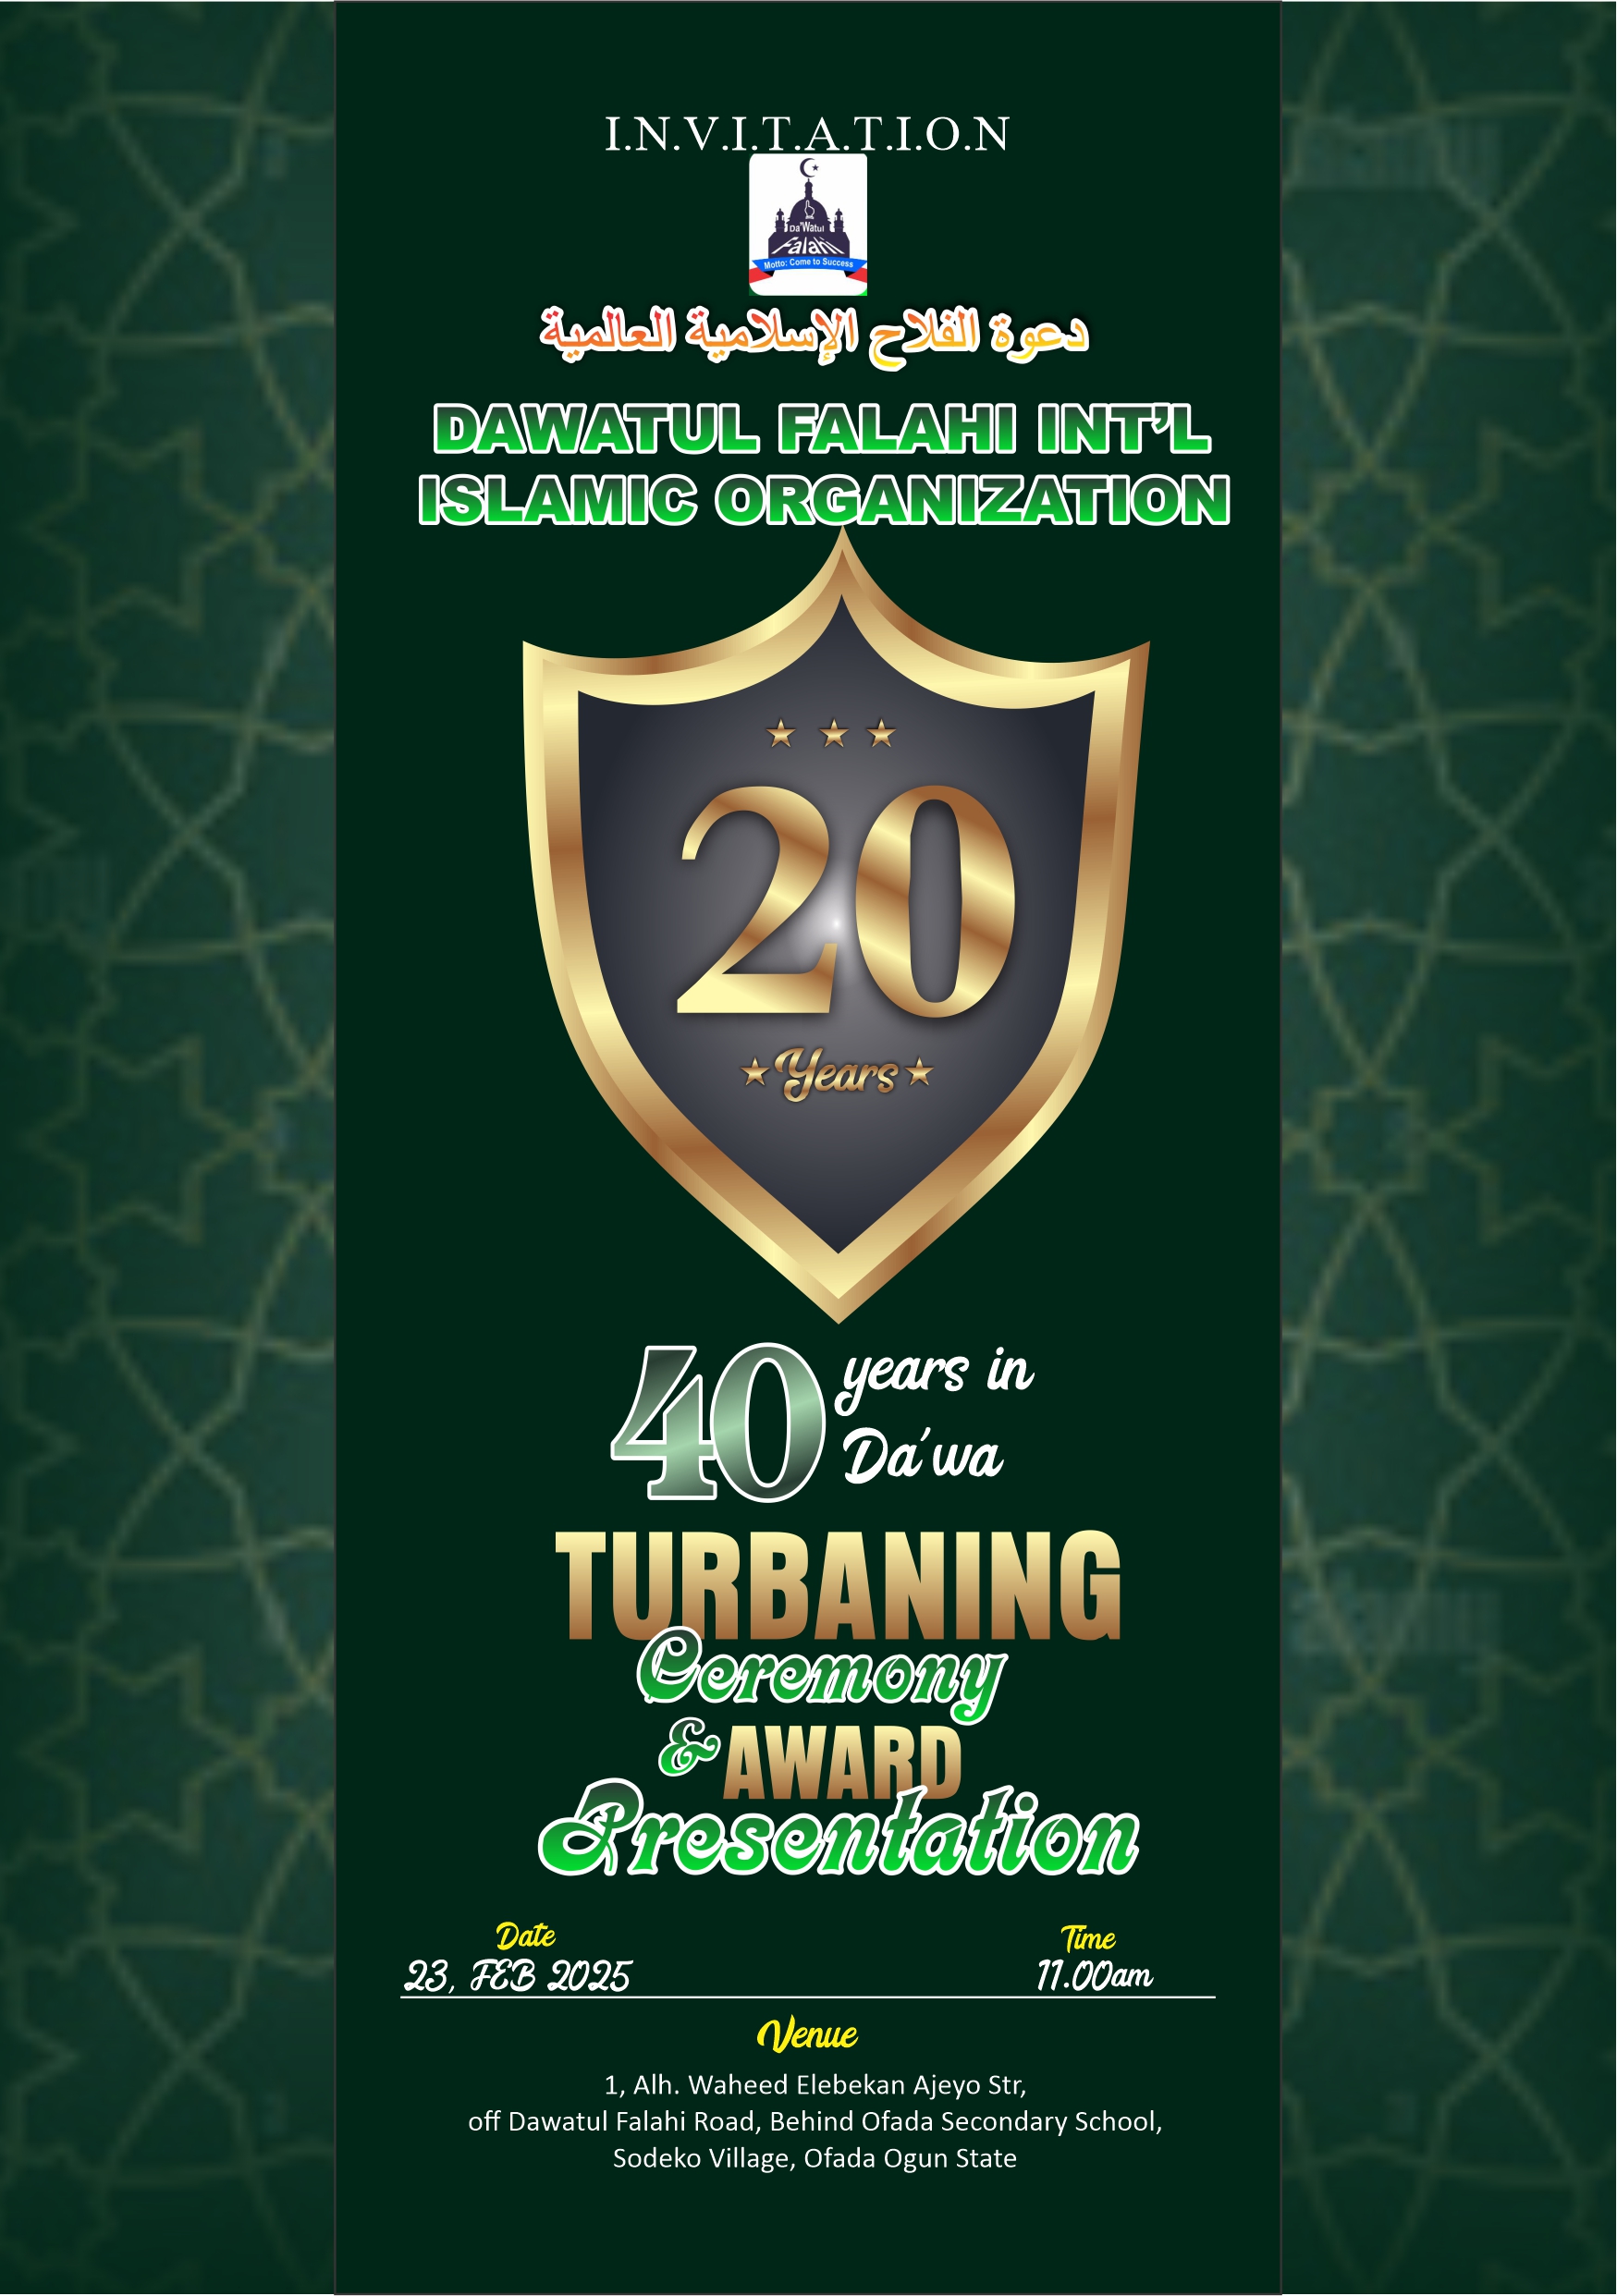 I.N.V.I.T.A.T.I.O.N
Da'Watul
Falahi
Motto: Come to Success
دعوة الفلاح الإسلامية العالمية
DAWATUL FALAHI INT'L
ISLAMIC ORGANIZATION
20
Years
40 years in
Da'wa
TURBANING
Ceremony
& AWARD
Presentation
Date Time
23, FEB 2025 11.00am
Venue
1, Alh. Waheed Elebekan Ajeyo Str,
off Dawatul Falahi Road, Behind Ofada Secondary School,
Sodeko Village, Ofada Ogun State